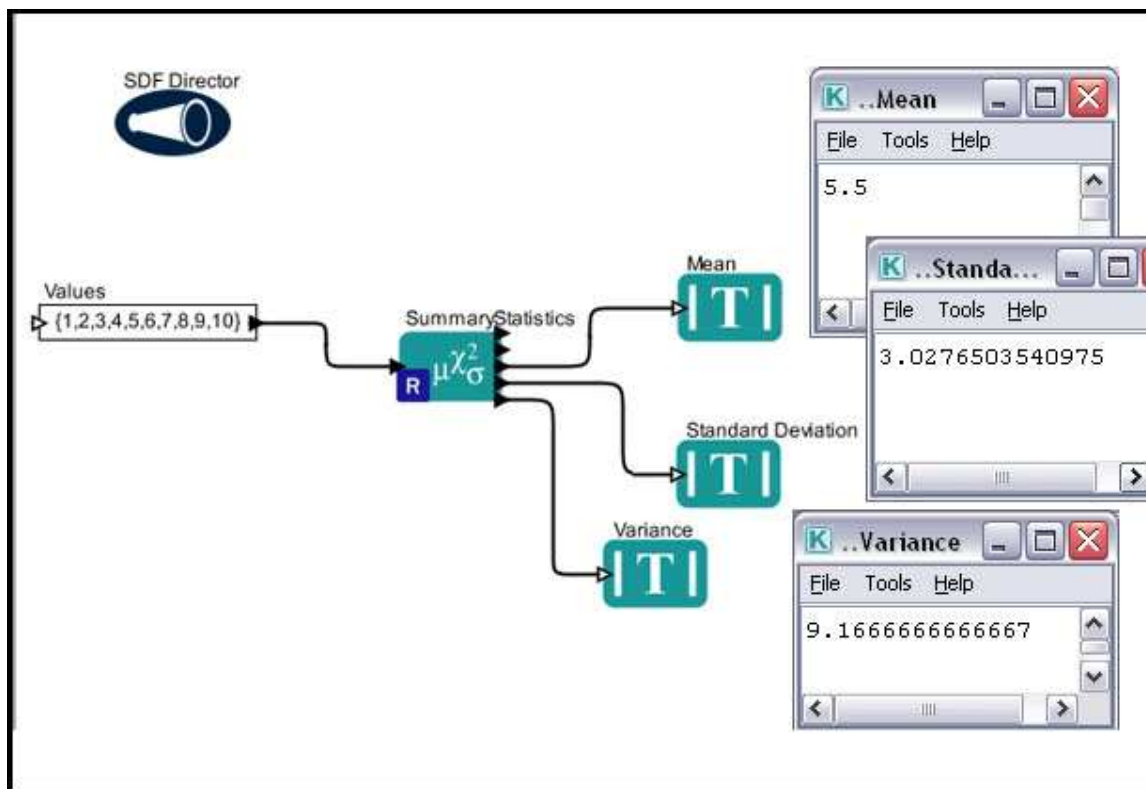 SDF Director
Values
{1,2,3,4,5,6,7,8,9,10}
SummaryStatistics
μχ²σ
R
Mean
T
Standard Deviation
T
Variance
T
K ..Mean
File Tools Help
5.5
K ..Standa...
File Tools Help
3.0276503540975
K ..Variance
File Tools Help
9.1666666666667